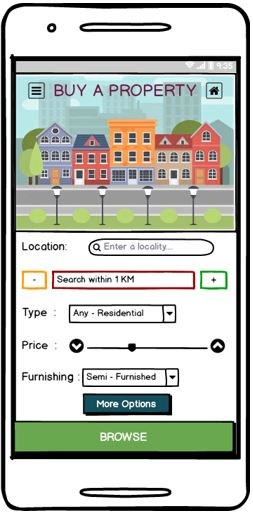 9:35
BUY A PROPERTY
Location: Enter a locality...
- Search within 1 KM +
Type : Any - Residential
Price :
Furnishing : Semi - Furnished
More Options
BROWSE